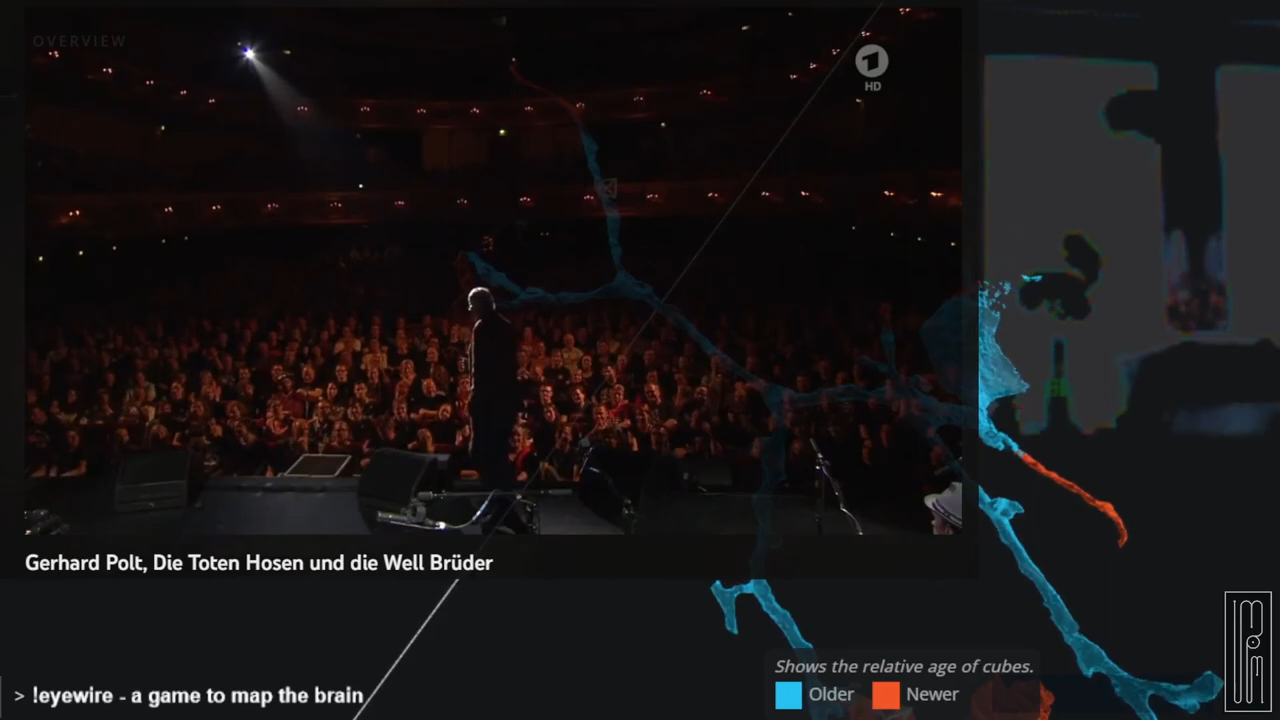 OVERVIEW
1
HD
Gerhard Polt, Die Toten Hosen und die Well Brüder
Shows the relative age of cubes.
Older Newer
> !eyewire - a game to map the brain